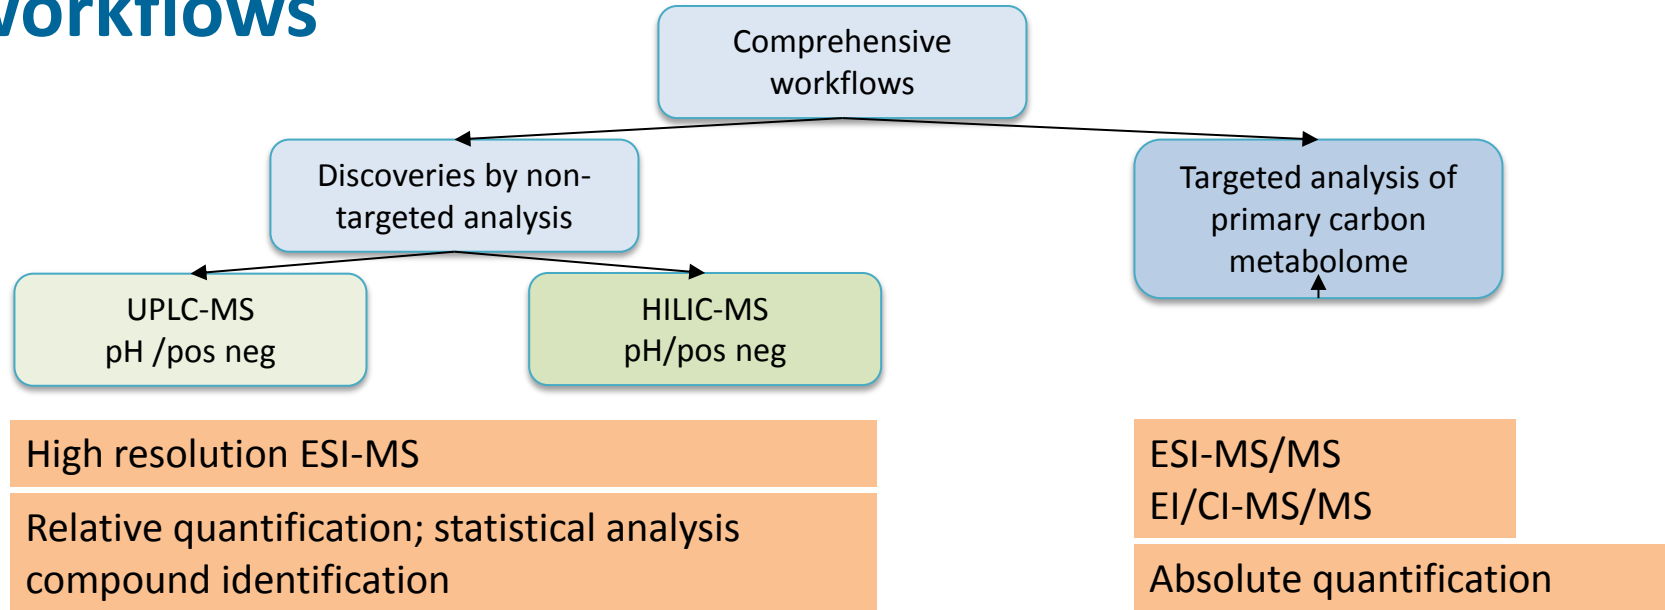 workflows
Comprehensive
workflows
Discoveries by non-
targeted analysis
Targeted analysis of
primary carbon
metabolome
UPLC-MS
pH /pos neg
HILIC-MS
pH/pos neg
High resolution ESI-MS
Relative quantification; statistical analysis
compound identification
ESI-MS/MS
EI/CI-MS/MS
Absolute quantification